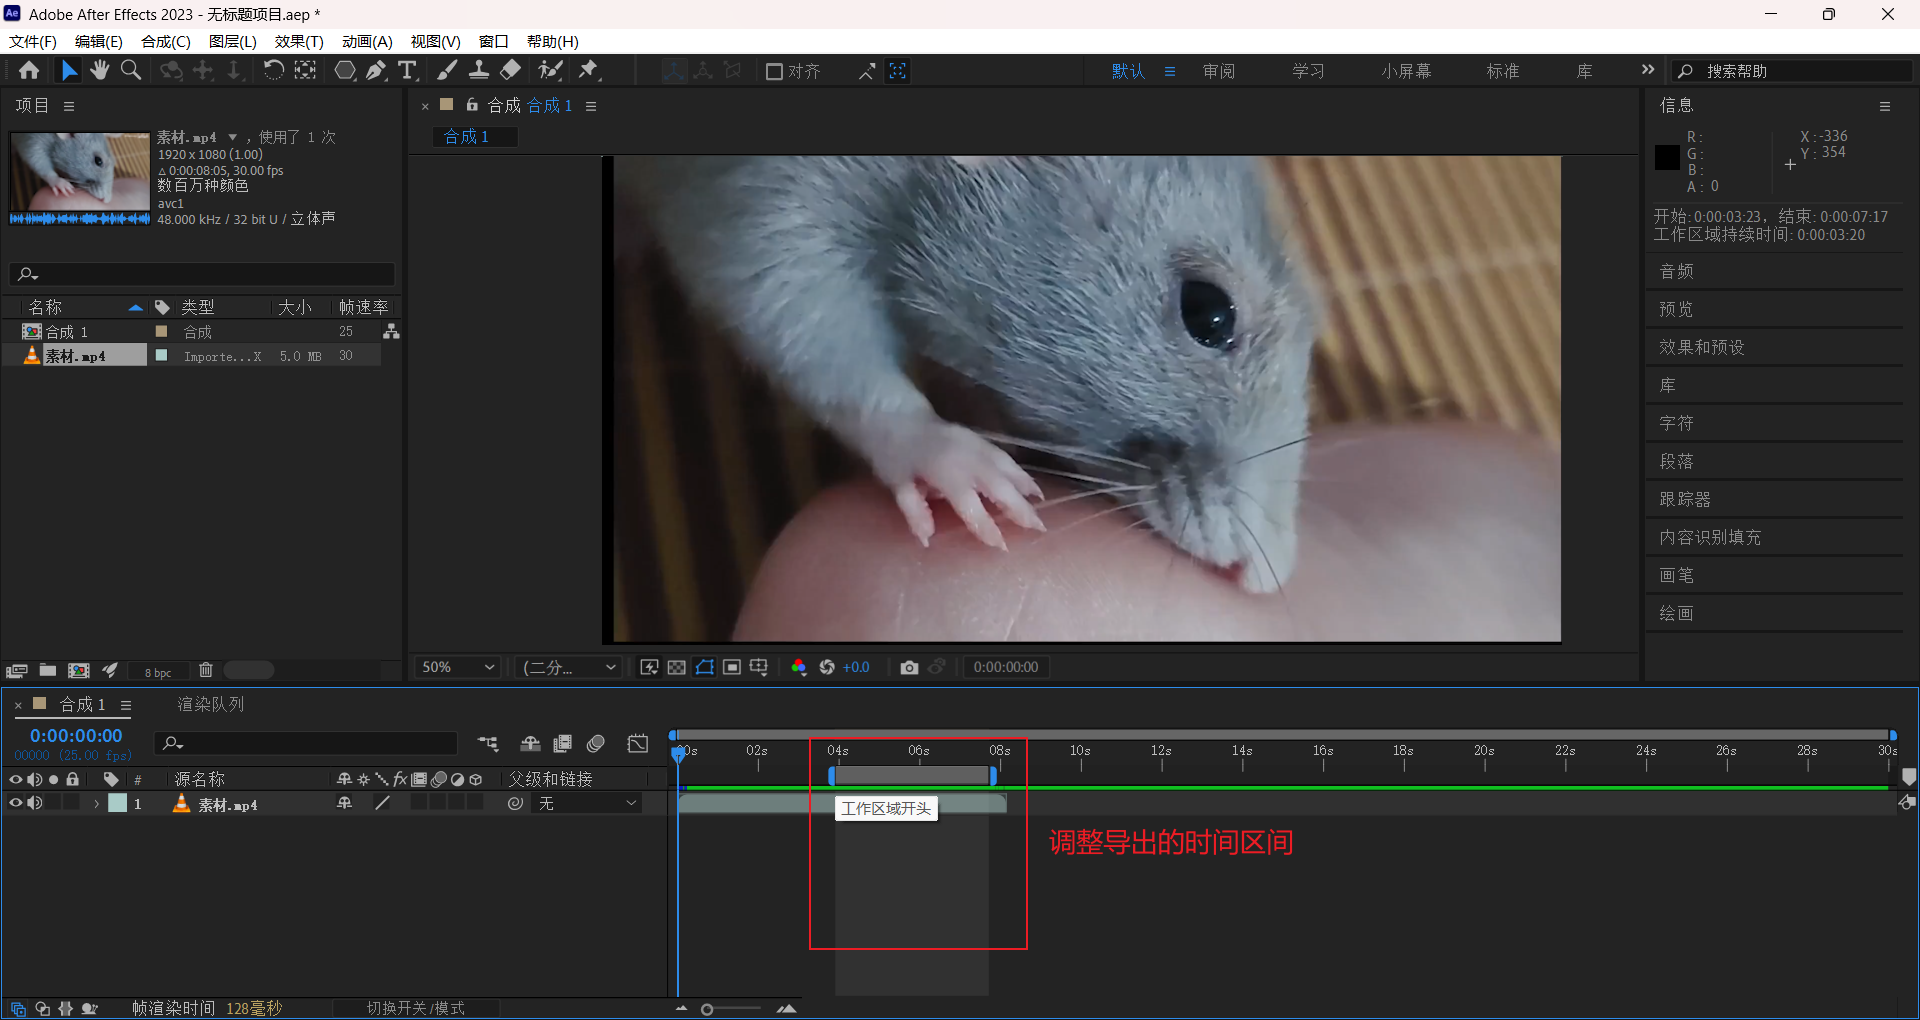 Ae Adobe After Effects 2023 - 无标题项目.aep *
文件(F) 编辑(E) 合成(C) 图层(L) 效果(T) 动画(A) 视图(V) 窗口 帮助(H)
对齐 默认 审阅 学习 小屏幕 标准 库 搜索帮助
项目
素材.mp4 , 使用了 1 次
1920 x 1080 (1.00)
△ 0:00:08:05, 30.00 fps
数百万种颜色
avc1
48.000 kHz / 32 bit U / 立体声
名称 类型 大小 帧速率
合成 1 合成 25
素材.mp4 Importe...X 5.0 MB 30
8 bpc
合成 合成 1
合成 1
50% (二分... +0.0 0:00:00:00
信息
R :
G :
B :
A : 0
X : -336
Y : 354
开始: 0:00:03:23, 结束: 0:00:07:17
工作区域持续时间: 0:00:03:20
音频
预览
效果和预设
库
字符
段落
跟踪器
内容识别填充
画笔
绘画
合成 1 渲染队列
0:00:00:00
00000 (25.00 fps)
00s 02s 04s 06s 08s 10s 12s 14s 16s 18s 20s 22s 24s 26s 28s 30s
# 源名称 fx 父级和链接
1 素材.mp4 无
工作区域开头
调整导出的时间区间
帧渲染时间 128毫秒 切换开关/模式